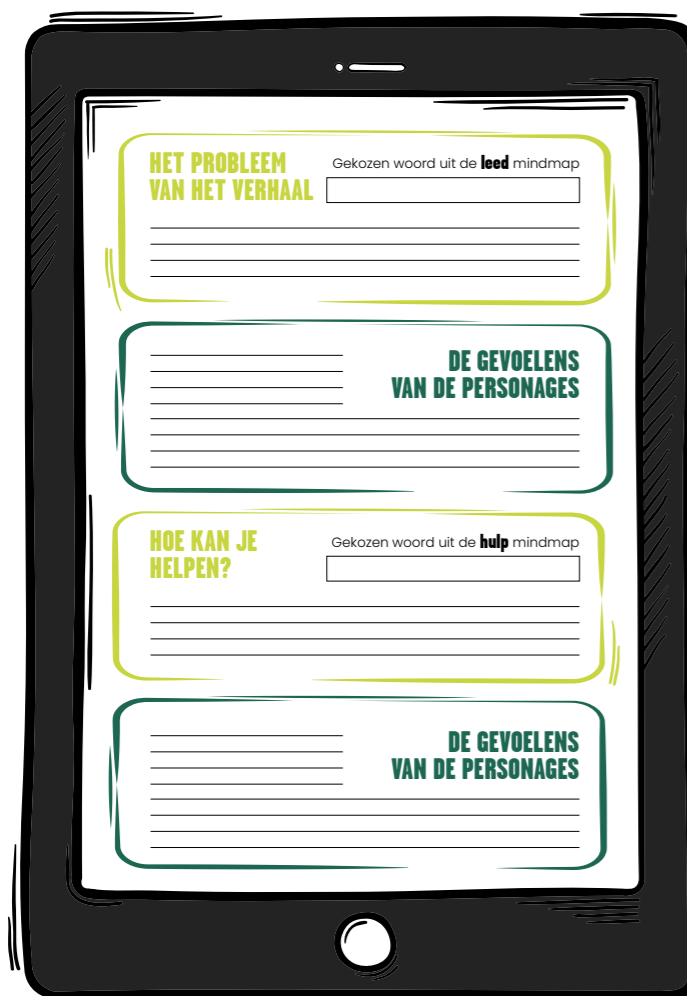 HET PROBLEEM
VAN HET VERHAAL
Gekozen woord uit de leed mindmap
DE GEVOELENS
VAN DE PERSONAGES
HOE KAN JE
HELPEN?
Gekozen woord uit de hulp mindmap
DE GEVOELENS
VAN DE PERSONAGES